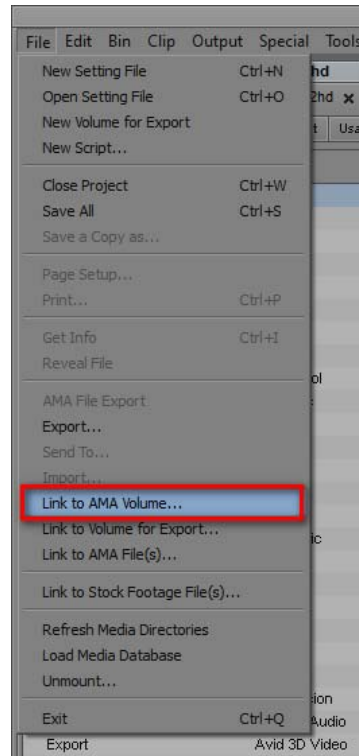 File Edit Bin Clip Output Special Tools
New Setting File Ctrl+N
hd
Open Setting File Ctrl+O
2hd x
New Volume for Export
t Usa
New Script...
Close Project Ctrl+W
Save All Ctrl+S
Save a Copy as...
Page Setup...
Print... Ctrl+P
Get Info Ctrl+I
Reveal File
ol
AMA File Export
Export...
Send To...
Import...
Link to AMA Volume...
Link to Volume for Export...
ic
Link to AMA File(s)...
Link to Stock Footage File(s)...
Refresh Media Directories
Load Media Database
Unmount...
ion
Exit Ctrl+Q
Audio
Export Avid 3D Video